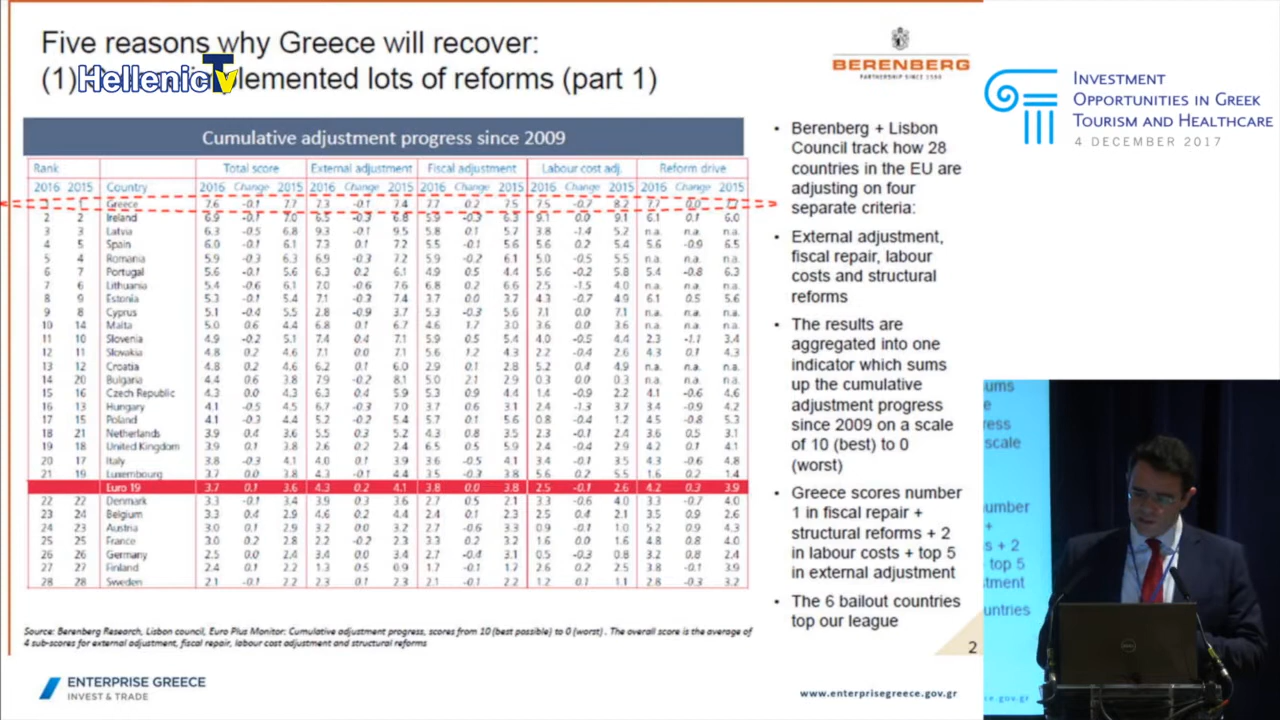 Five reasons why Greece will recover:
(1) HellenicTV plemented lots of reforms (part 1)
BERENBERG
PARTNERSHIP SINCE 1590
INVESTMENT
OPPORTUNITIES IN GREEK
TOURISM AND HEALTHCARE
4 DECEMBER 2017
Cumulative adjustment progress since 2009
Rank Total score External adjustment Fiscal adjustment Labour cost adj. Reform drive
2016 2015 Country 2016 Change 2015 2016 Change 2015 2016 Change 2015 2016 Change 2015 2016 Change 2015
1 1 Greece 7.6 -0.1 7.7 7.3 -0.1 7.4 7.7 0.2 7.5 7.5 -0.7 8.2 7.7 0.0 7.7
2 2 Ireland 6.9 -0.1 7.0 6.5 -0.3 6.8 5.9 -0.3 6.3 9.1 0.0 9.1 6.1 0.1 6.0
3 3 Latvia 6.3 -0.5 6.8 9.3 -0.1 9.5 5.8 0.1 5.7 3.8 -1.4 5.2 n.a. n.a. n.a.
4 5 Spain 6.0 -0.1 6.1 7.3 0.1 7.2 5.5 -0.1 5.6 5.6 0.2 5.4 5.6 -0.9 6.5
5 4 Romania 5.9 -0.3 6.3 6.9 -0.3 7.2 5.9 -0.2 6.1 5.0 -0.5 5.5 n.a. n.a. n.a.
6 7 Portugal 5.6 -0.1 5.6 6.3 0.2 6.1 4.9 0.5 4.4 5.6 -0.2 5.8 5.4 -0.8 6.3
7 6 Lithuania 5.4 -0.6 6.1 7.0 -0.6 7.6 6.8 0.2 6.6 2.5 -1.5 4.0 n.a. n.a. n.a.
8 9 Estonia 5.3 -0.1 5.4 7.1 -0.3 7.4 3.7 0.0 3.7 4.3 -0.7 4.9 6.1 0.5 5.6
9 8 Cyprus 5.1 -0.4 5.5 2.8 -0.9 3.7 5.3 -0.3 5.6 7.1 0.0 7.1 n.a. n.a. n.a.
10 14 Malta 5.0 0.6 4.4 6.8 0.1 6.7 4.6 1.7 3.0 3.6 0.0 3.6 n.a. n.a. n.a.
11 10 Slovenia 4.9 -0.2 5.1 7.4 0.4 7.1 5.9 0.5 5.4 4.0 -0.5 4.4 2.3 -1.1 3.4
12 11 Slovakia 4.8 0.2 4.6 7.1 0.0 7.1 5.6 1.2 4.3 2.2 -0.4 2.6 4.3 0.1 4.3
13 12 Croatia 4.8 0.2 4.6 6.2 0.1 6.0 2.9 0.1 2.8 5.2 0.4 4.9 n.a. n.a. n.a.
14 20 Bulgaria 4.4 0.6 3.8 7.9 -0.2 8.1 5.0 2.1 2.9 0.3 0.0 0.3 n.a. n.a. n.a.
15 16 Czech Republic 4.3 0.0 4.3 6.3 0.4 5.9 5.3 0.9 4.4 1.4 -0.9 2.2 4.1 -0.6 4.6
16 13 Hungary 4.1 -0.5 4.5 6.7 -0.3 7.0 3.7 0.6 3.1 2.4 -1.3 3.7 3.4 -0.9 4.2
17 15 Poland 4.1 -0.3 4.4 5.2 -0.2 5.4 5.7 0.1 5.6 0.8 -0.4 1.2 4.5 -0.8 5.3
18 21 Netherlands 3.9 0.4 3.6 5.5 0.3 5.2 4.3 0.8 3.5 2.3 -0.1 2.4 3.6 0.5 3.1
19 18 United Kingdom 3.9 0.1 3.8 2.6 0.2 2.4 6.5 0.5 5.9 2.4 -0.4 2.9 4.2 0.1 4.1
20 17 Italy 3.8 -0.3 4.1 4.0 0.1 3.9 3.6 -0.5 4.1 3.4 -0.1 3.5 4.3 -0.6 4.8
21 19 Luxembourg 3.7 0.0 3.8 4.3 -0.1 4.4 3.5 -0.3 3.8 5.6 0.2 5.5 1.6 0.2 1.4
Euro 19 3.7 0.1 3.6 4.3 0.2 4.1 3.8 0.0 3.8 2.5 -0.1 2.6 4.2 0.3 3.9
22 22 Denmark 3.3 -0.1 3.4 3.9 0.3 3.6 2.7 0.5 2.1 3.3 -0.6 4.0 3.3 -0.7 4.0
23 24 Belgium 3.3 0.4 2.9 4.6 0.2 4.4 2.4 0.1 2.3 2.5 0.4 2.1 3.5 0.9 2.6
24 23 Austria 3.0 0.1 2.9 3.2 0.0 3.2 2.7 -0.6 3.3 0.9 -0.1 1.0 5.2 0.9 4.3
25 25 France 3.0 0.2 2.8 2.2 -0.2 2.3 3.3 0.2 3.2 1.6 0.0 1.6 4.8 0.8 4.0
26 26 Germany 2.5 0.0 2.4 3.4 0.0 3.4 2.7 -0.4 3.1 0.5 -0.3 0.8 3.2 0.8 2.4
27 27 Finland 2.4 0.1 2.2 1.3 0.5 0.9 1.7 -0.1 1.7 2.6 0.2 2.5 3.8 -0.1 3.9
28 28 Sweden 2.1 -0.1 2.2 2.3 0.1 2.3 2.1 -0.1 2.2 1.2 0.1 1.1 2.8 -0.3 3.2
Source: Berenberg Research, Lisbon council, Euro Plus Monitor: Cumulative adjustment progress, scores from 10 (best possible) to 0 (worst) . The overall score is the average of
4 sub-scores for external adjustment, fiscal repair, labour cost adjustment and structural reforms
• Berenberg + Lisbon
Council track how 28
countries in the EU are
adjusting on four
separate criteria:
• External adjustment,
fiscal repair, labour
costs and structural
reforms
• The results are
aggregated into one
indicator which sums
up the cumulative
adjustment progress
since 2009 on a scale
of 10 (best) to 0
(worst)
• Greece scores number
1 in fiscal repair +
structural reforms + 2
in labour costs + top 5
in external adjustment
• The 6 bailout countries
top our league
2
ENTERPRISE GREECE
INVEST & TRADE
www.enterprisegreece.gov.gr
ums
e
ress
scale
umber
+
s + 2
top 5
tment
untries
ce.gov.gr
DELL